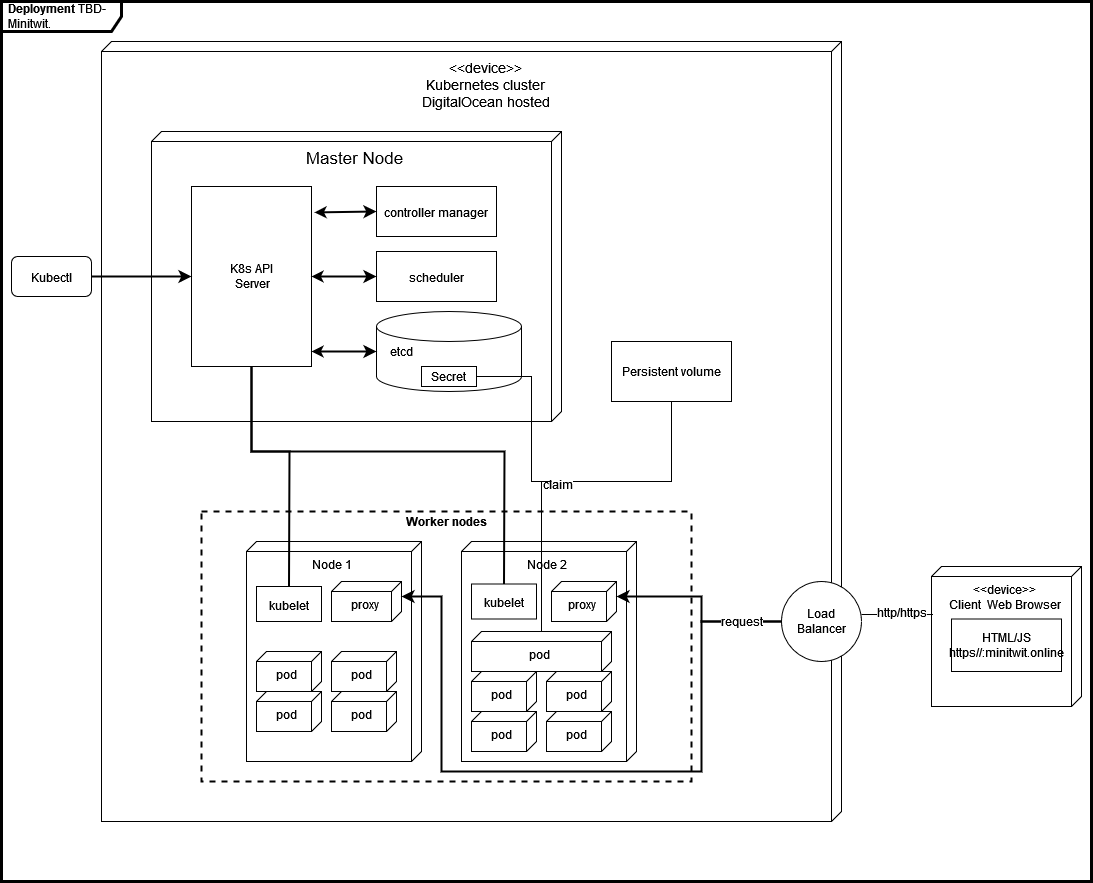 Deployment TBD-
Minitwit.
<<device>>
Kubernetes cluster
DigitalOcean hosted
Master Node
Kubectl
K8s API
Server
controller manager
scheduler
etcd
Secret
Persistent volume
claim
Worker nodes
Node 1
kubelet
proxy
pod
pod
pod
pod
Node 2
kubelet
proxy
pod
pod
pod
pod
pod
request
Load
Balancer
http/https
<<device>>
Client Web Browser
HTML/JS
https//:minitwit.online